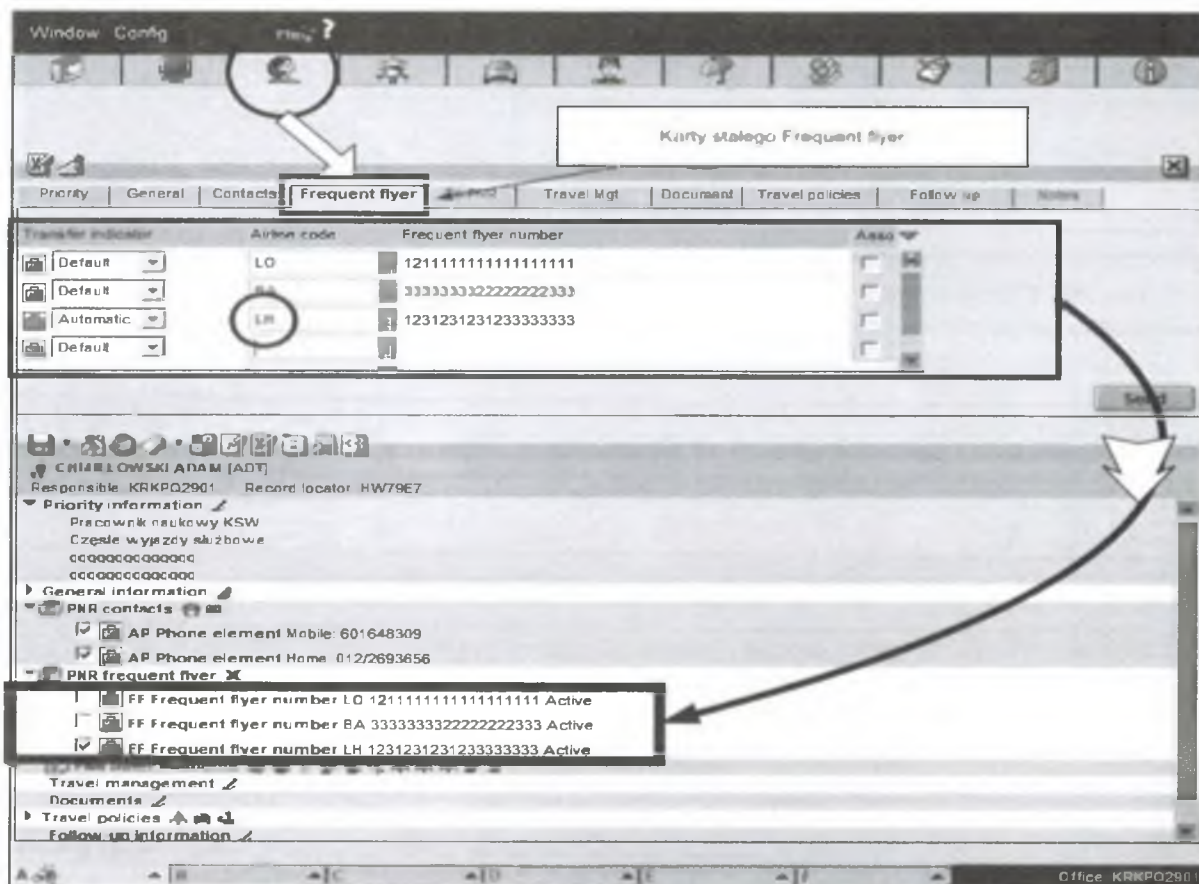 Window Config ?
Karty stałego Frequent flyer
Priority General Contacts Frequent flyer Travel Mgt Document Travel policies Follow up Notes
Transfer indicator Airline code Frequent flyer number Asso
Default LO 1211111111111111111
Default BA 3333333322222222333
Automatic LH 1231231231233333333
Default
Send
CHMIELOWSKI ADAM [ADT]
Responsible KRKPO2901 Record locator HW79E7
Priority information
Pracownik naukowy KSW
Częste wyjazdy służbowe
General information
PNR contacts
AP Phone element Mobile: 601648309
AP Phone element Home 012/2693656
PNR frequent flyer
FF Frequent flyer number LO 1211111111111111111 Active
FF Frequent flyer number BA 3333333322222222333 Active
FF Frequent flyer number LH 1231231231233333333 Active
Travel management
Documents
Travel policies
Follow up information
A B C D E F Office KRKPO2901